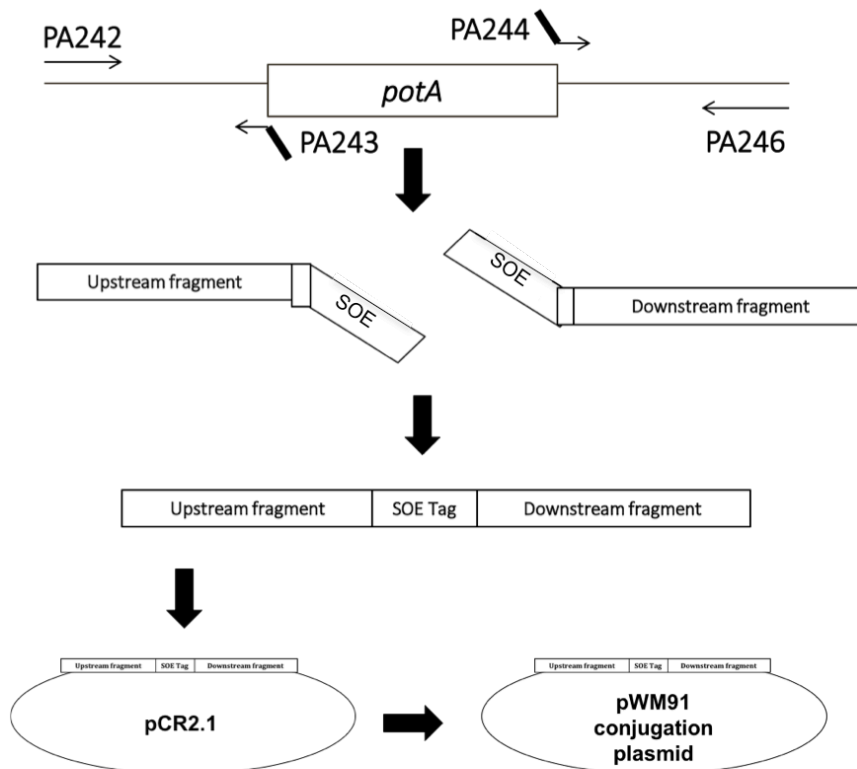 PA242
PA244
potA
PA243
PA246
Upstream fragment
SOE
SOE
Downstream fragment
Upstream fragment SOE Tag Downstream fragment
Upstream fragment SOE Tag Downstream fragment
pCR2.1
Upstream fragment SOE Tag Downstream fragment
pWM91
conjugation
plasmid